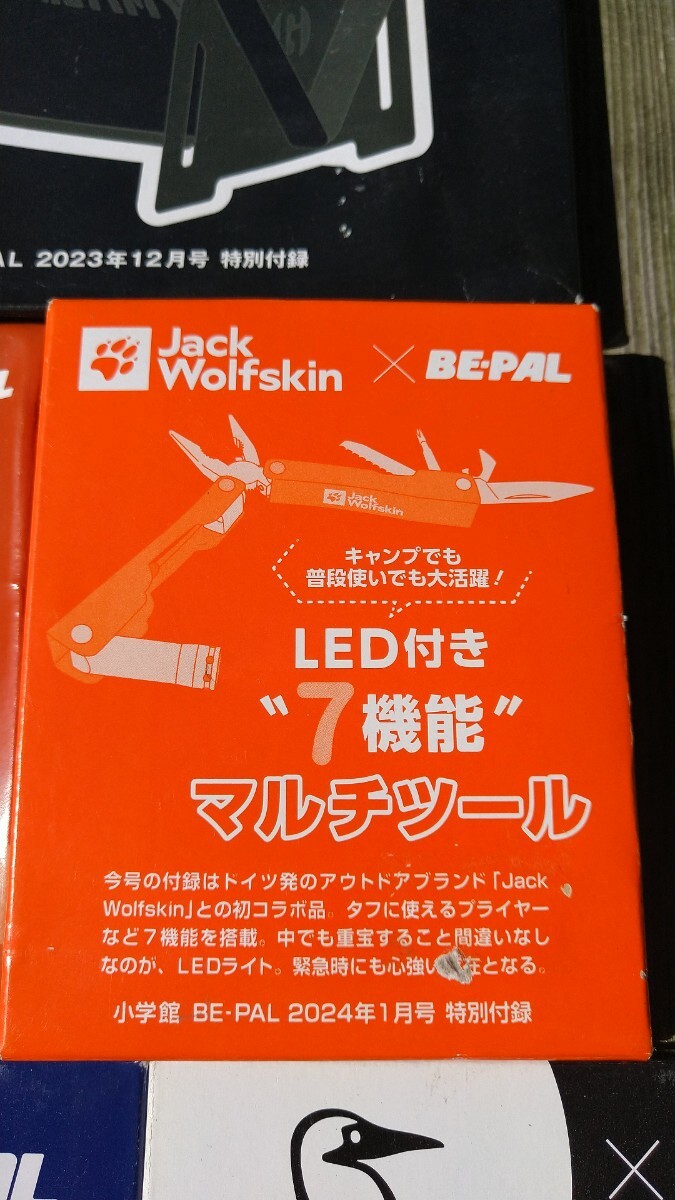 AL 2023年12月号 特別付録
Jack
Wolfskin × BE-PAL
Jack
Wolfskin
キャンプでも
普段使いでも大活躍！
LED付き
“7機能”
マルチツール
今号の付録はドイツ発のアウトドアブランド「Jack
Wolfskin」との初コラボ品。タフに使えるプライヤー
など7機能を搭載。中でも重宝すること間違いなし
なのが、LEDライト。緊急時にも心強い 在となる。
小学館 BE-PAL 2024年1月号 特別付録
AL
×